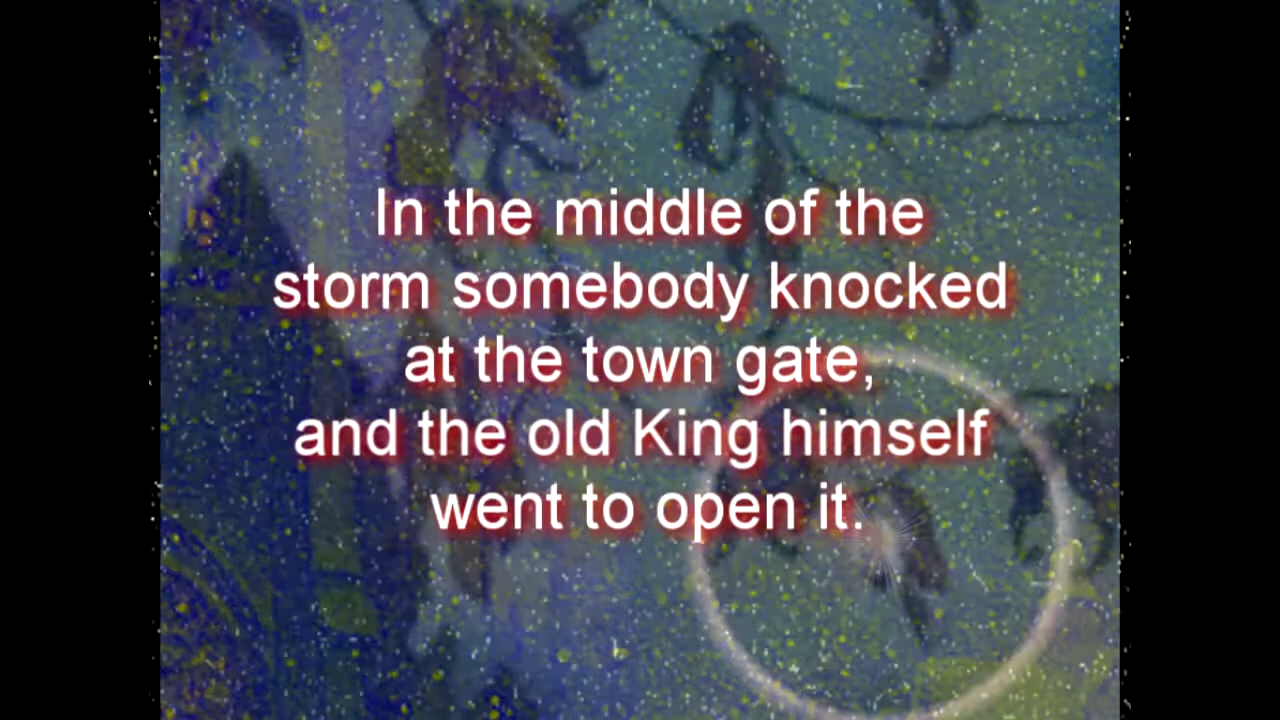 In the middle of the
storm somebody knocked
at the town gate,
and the old King himself
went to open it.